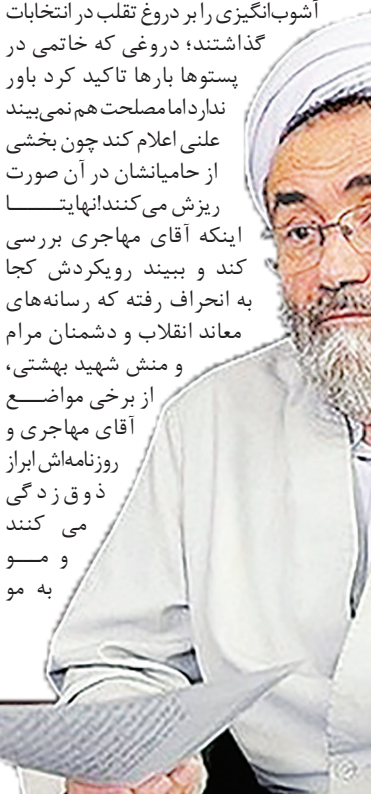 آشوب‌انگیزی را بر دروغ تقلب در انتخابات
گذاشتند؛ دروغی که خاتمی در
پستوها بارها تاکید کرد باور
ندارد اما مصلحت هم نمی‌بیند
علنی اعلام کند چون بخشی
از حامیانشان در آن صورت
ریزش می‌کنند!نهایتا
اینکه آقای مهاجری بررسی
کند و ببیند رویکردش کجا
به انحراف رفته که رسانه‌های
معاند انقلاب و دشمنان مرام
و منش شهید بهشتی،
از برخی مواضع
آقای مهاجری و
روزنامه‌اش ابراز
ذوق زدگی
می کنند
و مو
به مو